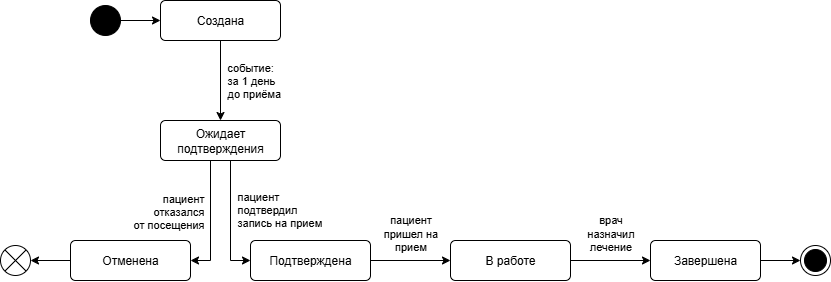 Создана
событие:
за 1 день
до приёма
Ожидает
подтверждения
пациент
отказался
от посещения
пациент
подтвердил
запись на прием
пациент
пришел на
прием
врач
назначил
лечение
Отменена
Подтверждена
В работе
Завершена